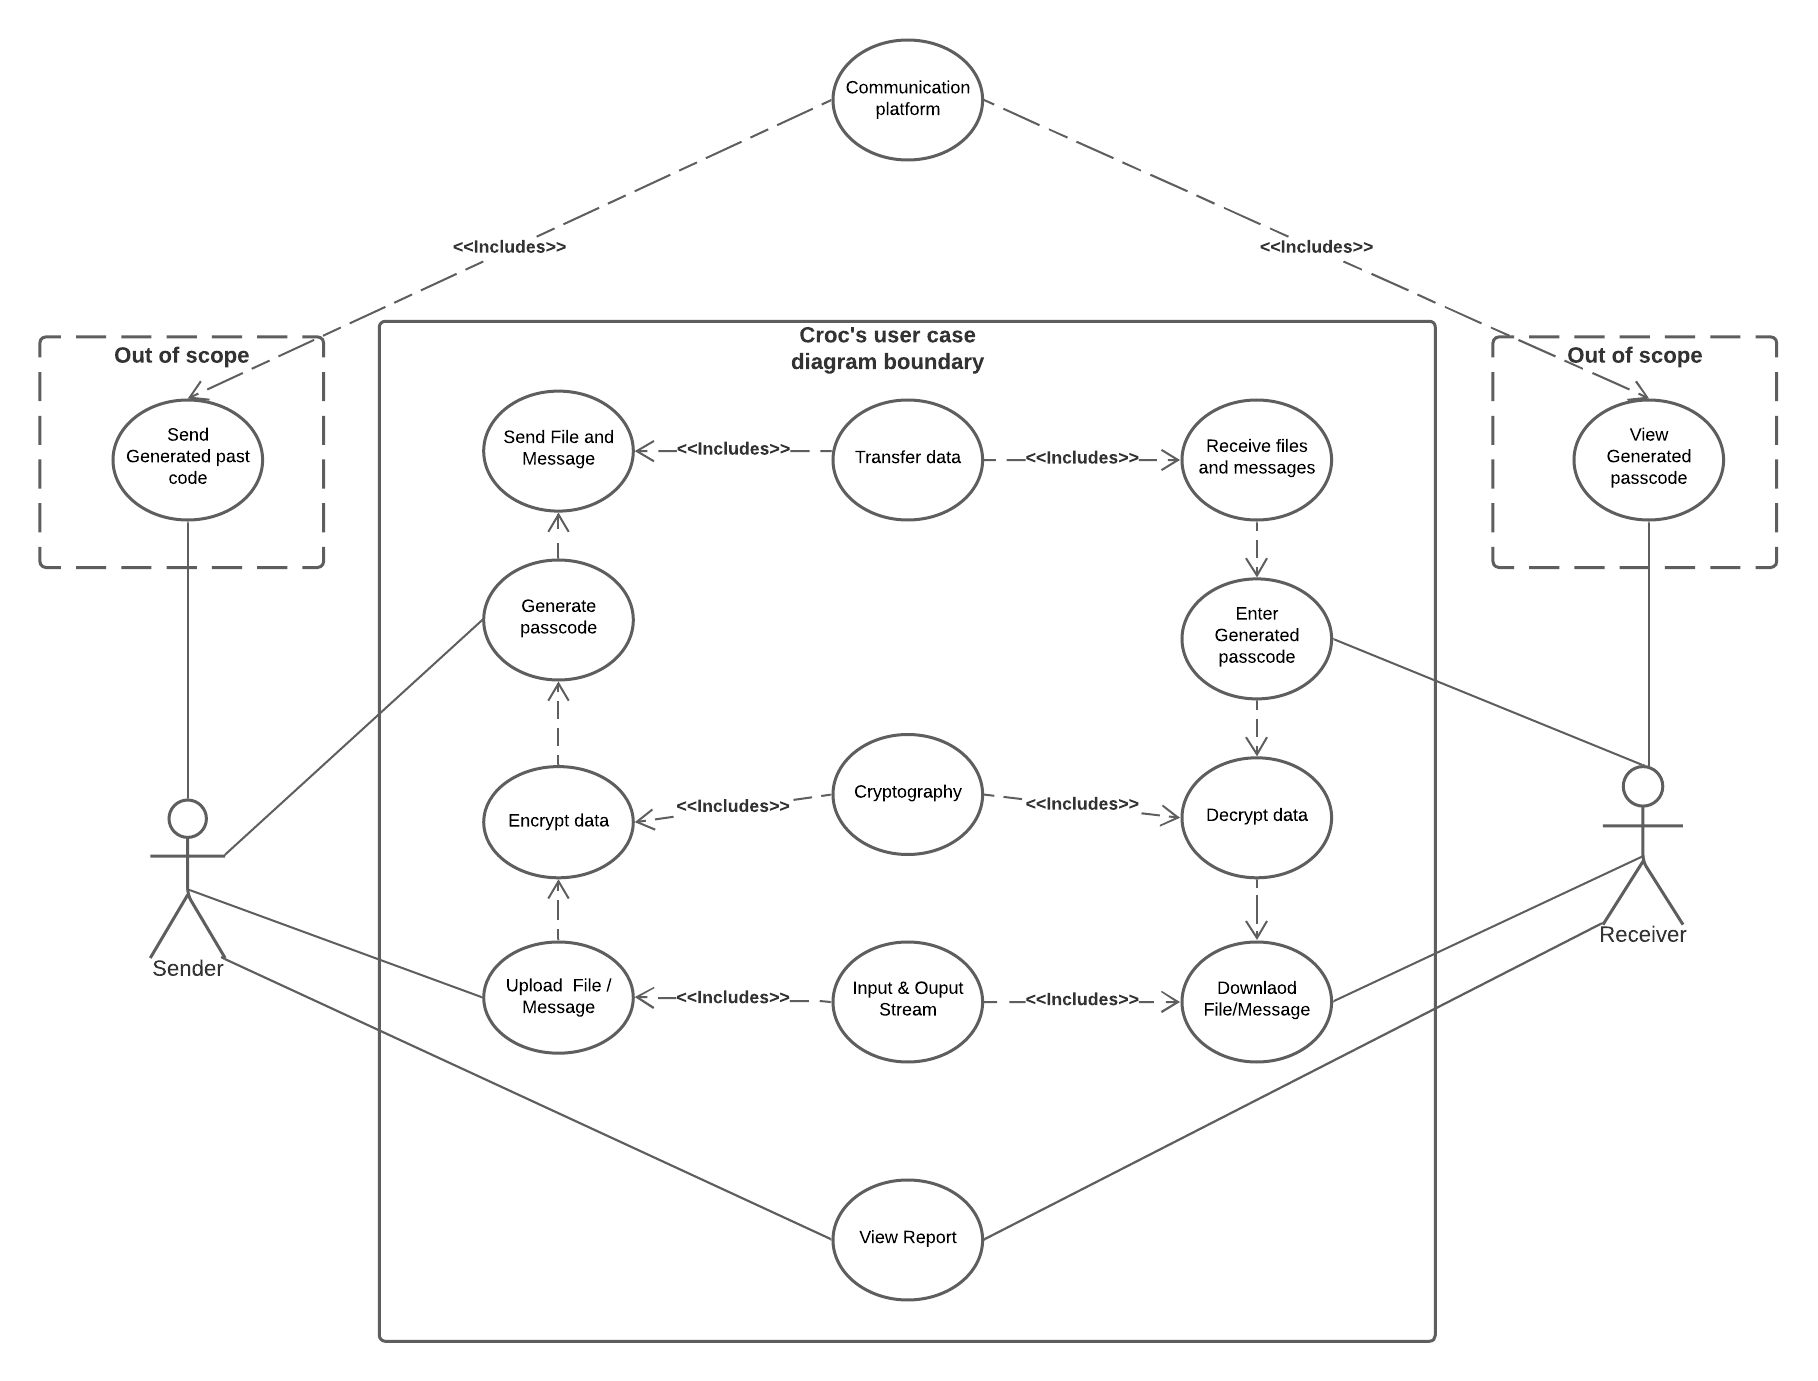 Communication
platform
<<Includes>>
<<Includes>>
Out of scope
Croc's user case
diagram boundary
Out of scope
Send
Generated past
code
Send File and
Message
<<Includes>>
Transfer data
<<Includes>>
Receive files
and messages
View
Generated
passcode
Generate
passcode
Enter
Generated
passcode
Encrypt data
<<Includes>>
Cryptography
<<Includes>>
Decrypt data
Sender
Receiver
Upload  File /
Message
<<Includes>>
Input & Ouput
Stream
<<Includes>>
Downlaod
File/Message
View Report